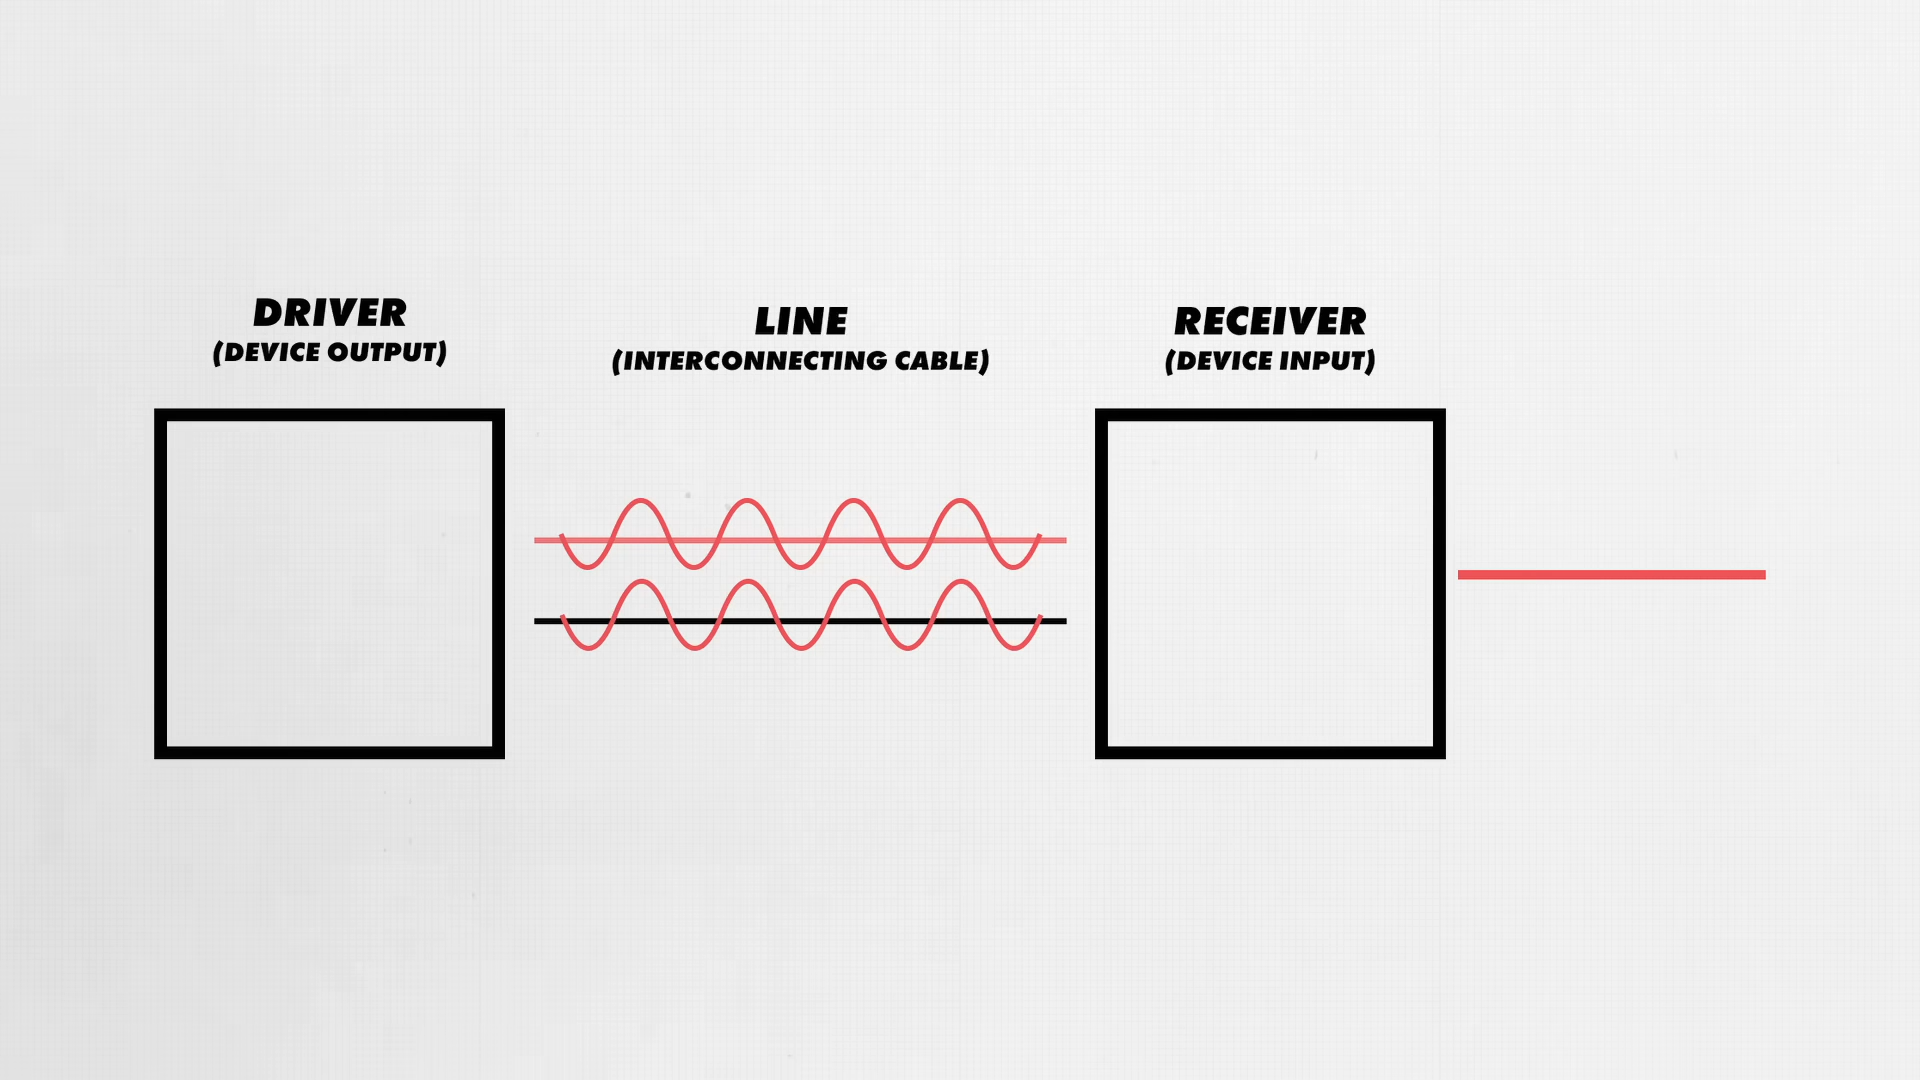 DRIVER
(DEVICE OUTPUT)
LINE
(INTERCONNECTING CABLE)
RECEIVER
(DEVICE INPUT)